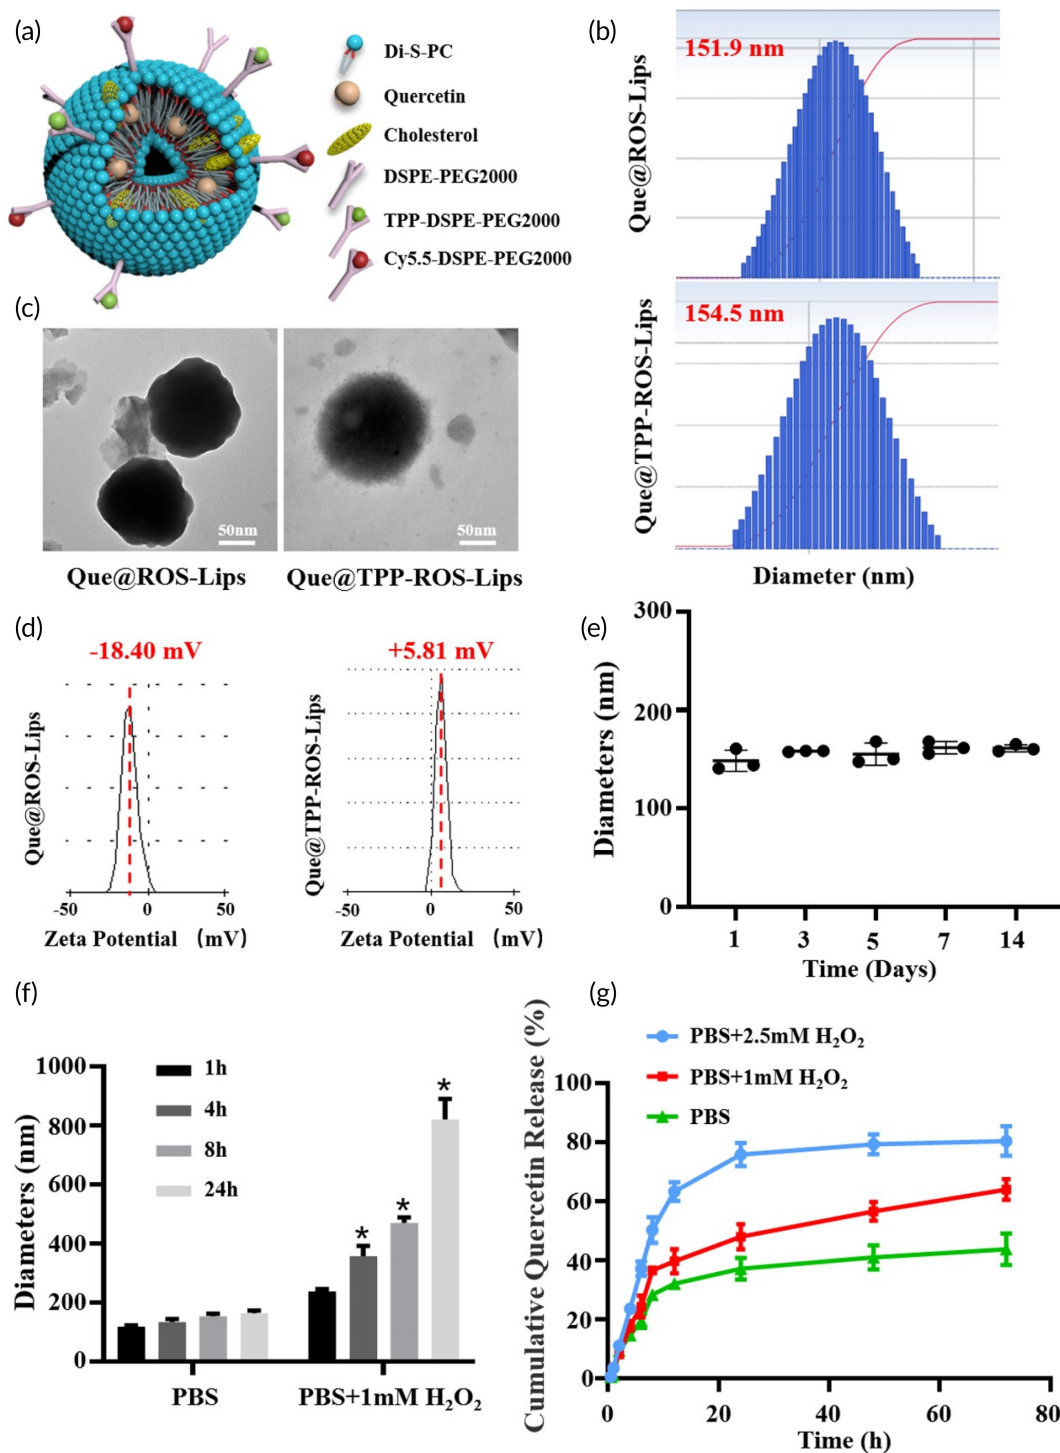 (a)
Di-S-PC
Quercetin
Cholesterol
DSPE-PEG2000
TPP-DSPE-PEG2000
Cy5.5-DSPE-PEG2000
(b)
Que@ROS-Lips
151.9 nm
Que@TPP-ROS-Lips
154.5 nm
Diameter (nm)
(c)
50nm
50nm
Que@ROS-Lips
Que@TPP-ROS-Lips
(d)
-18.40 mV
Que@ROS-Lips
-50
0
50
Zeta Potential (mV)
+5.81 mV
Que@TPP-ROS-Lips
-50
0
50
Zeta Potential (mV)
(e)
Diameters (nm)
300
200
100
0
1
3
5
7
14
Time (Days)
(f)
Diameters (nm)
1000
800
600
400
200
0
1h
4h
8h
24h
*
*
*
PBS
PBS+1mM H₂O₂
(g)
Cumulative Quercetin Release (%)
PBS+2.5mM H₂O₂
PBS+1mM H₂O₂
PBS
100
80
60
40
20
0
0
20
40
60
80
Time (h)